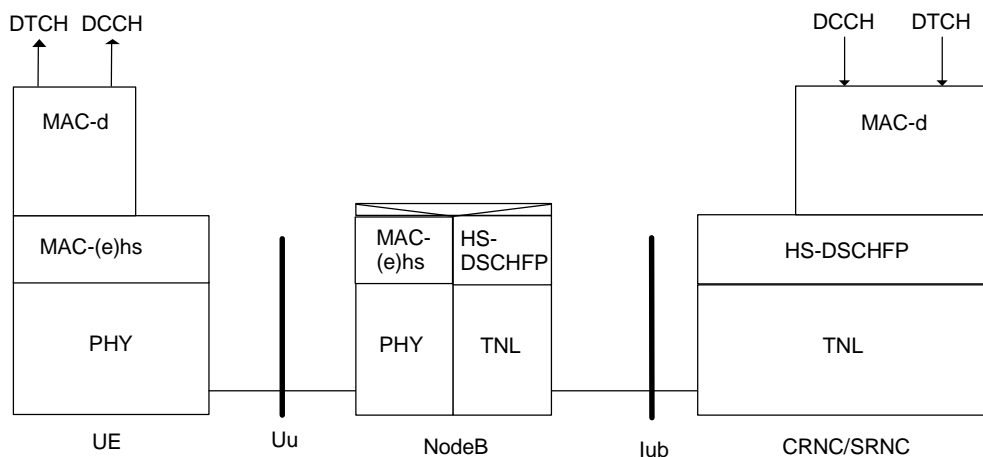 DTCH DCCH
DCCH DTCH
MAC-d
MAC-d
MAC-(e)hs
MAC-
(e)hs
HS-
DSCHFP
HS-DSCHFP
PHY
PHY
TNL
TNL
UE
Uu
NodeB
Iub
CRNC/SRNC